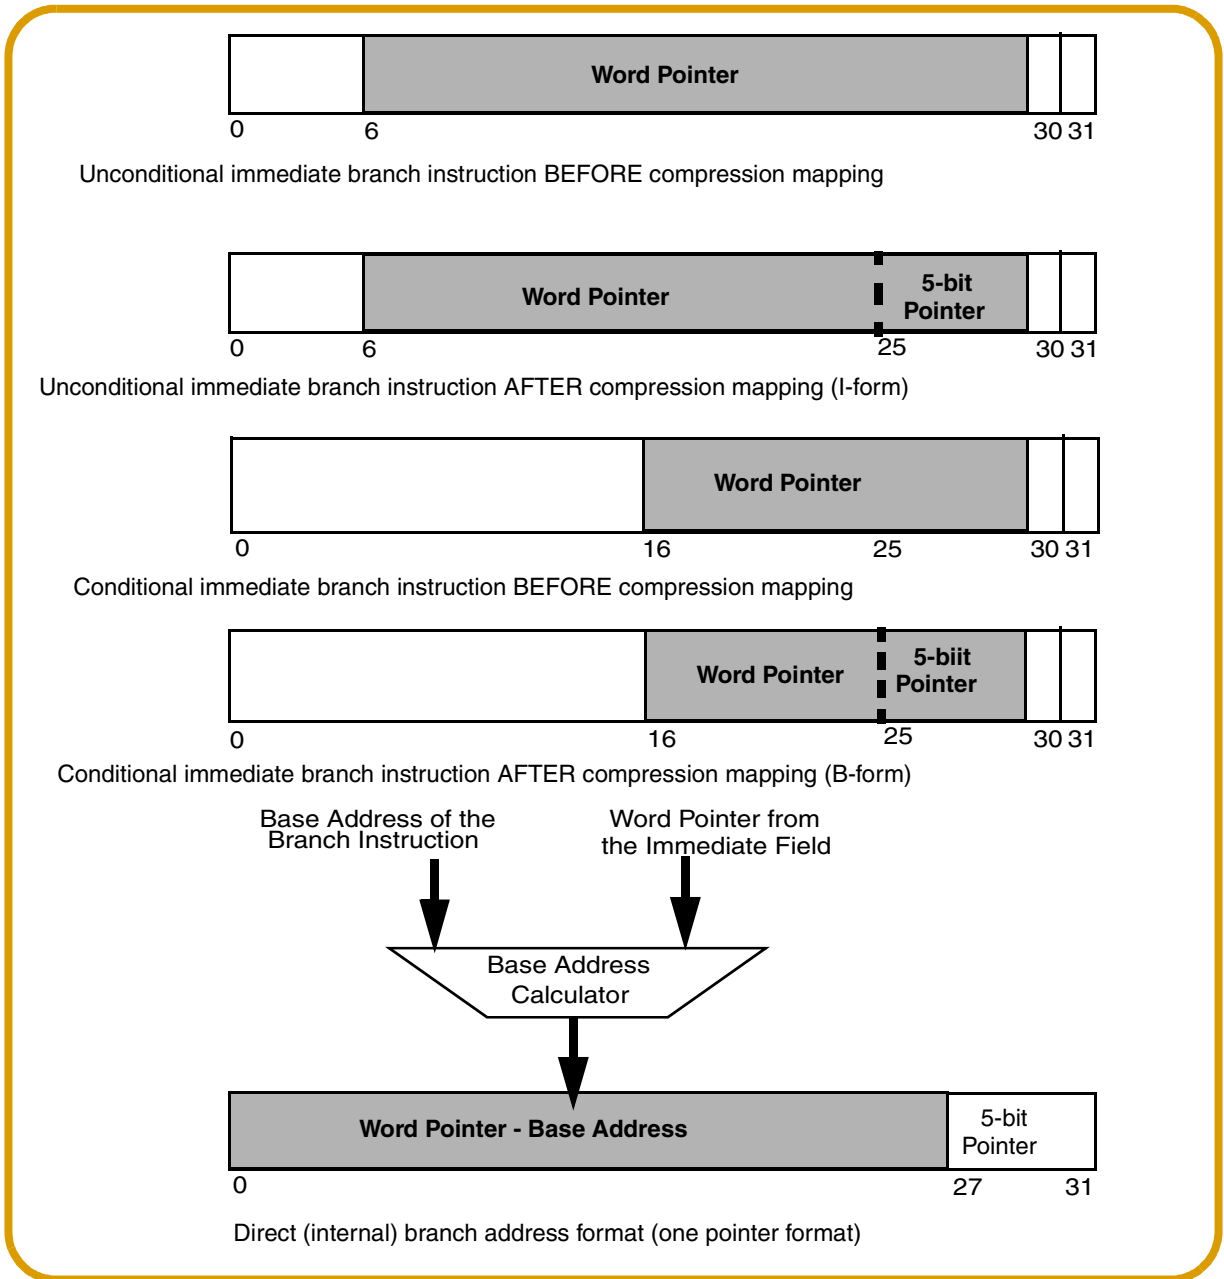 Word Pointer
0 6 30 31
Unconditional immediate branch instruction BEFORE compression mapping
Word Pointer
5-bit
Pointer
0 6 25 30 31
Unconditional immediate branch instruction AFTER compression mapping (I-form)
Word Pointer
0 16 25 30 31
Conditional immediate branch instruction BEFORE compression mapping
Word Pointer
5-biit
Pointer
0 16 25 30 31
Conditional immediate branch instruction AFTER compression mapping (B-form)
Base Address of the
Branch Instruction
Word Pointer from
the Immediate Field
Base Address
Calculator
Word Pointer - Base Address
5-bit
Pointer
0 27 31
Direct (internal) branch address format (one pointer format)